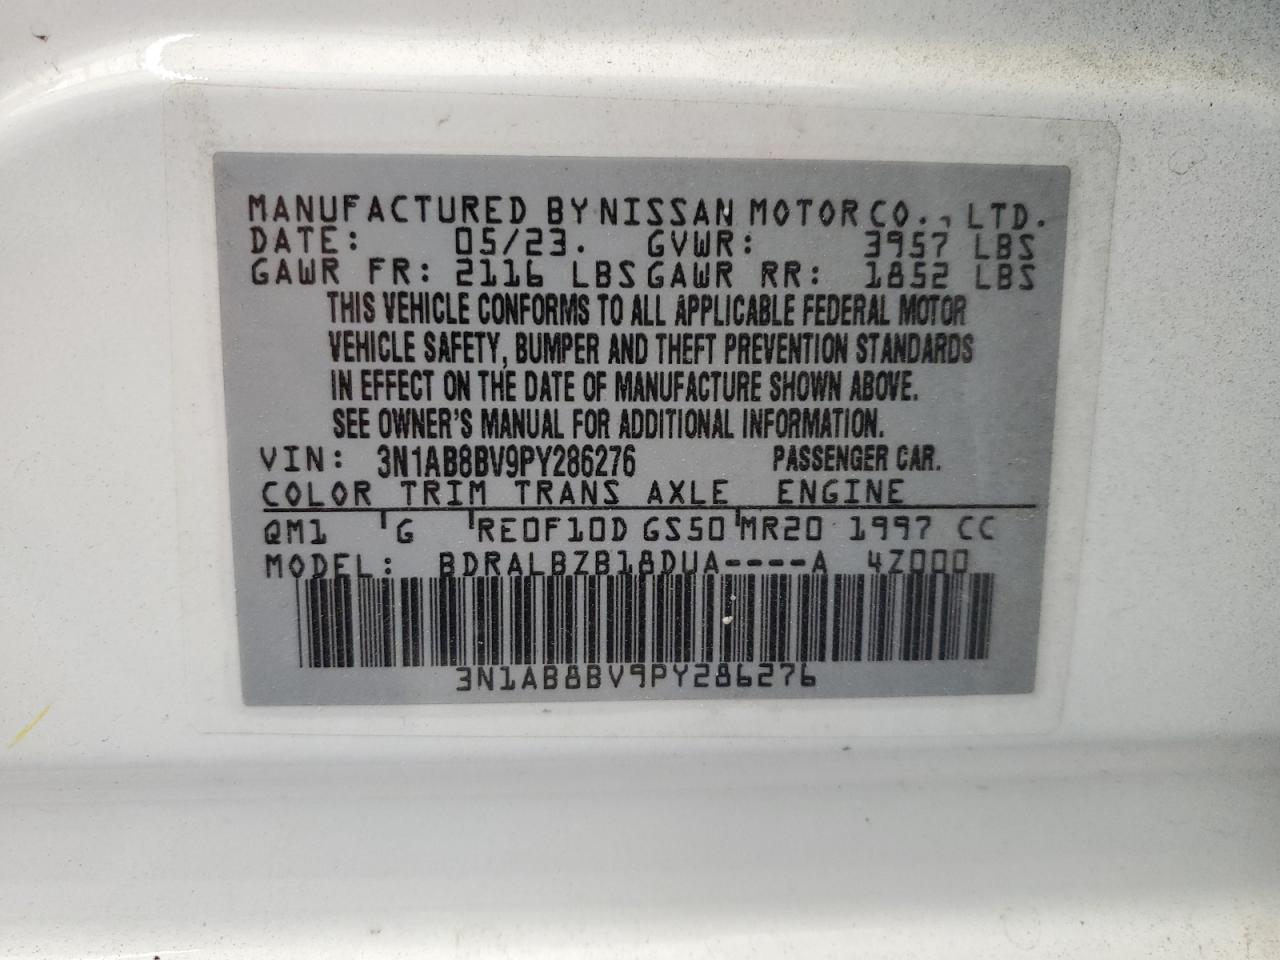 MANUFACTURED BY NISSAN MOTOR CO., LTD.
DATE: 05/23. GVWR: 3957 LBS
GAWR FR: 2116 LBS GAWR RR: 1852 LBS
THIS VEHICLE CONFORMS TO ALL APPLICABLE FEDERAL MOTOR
VEHICLE SAFETY, BUMPER AND THEFT PREVENTION STANDARDS
IN EFFECT ON THE DATE OF MANUFACTURE SHOWN ABOVE.
SEE OWNER'S MANUAL FOR ADDITIONAL INFORMATION.
VIN: 3N1AB8BV9PY286276 PASSENGER CAR.
COLOR TRIM TRANS AXLE ENGINE
QM1 G RE0F10D GS50 MR20 1997 CC
MODEL: BDRALBZB18DUA----A 4Z000
3N1AB8BV9PY286276